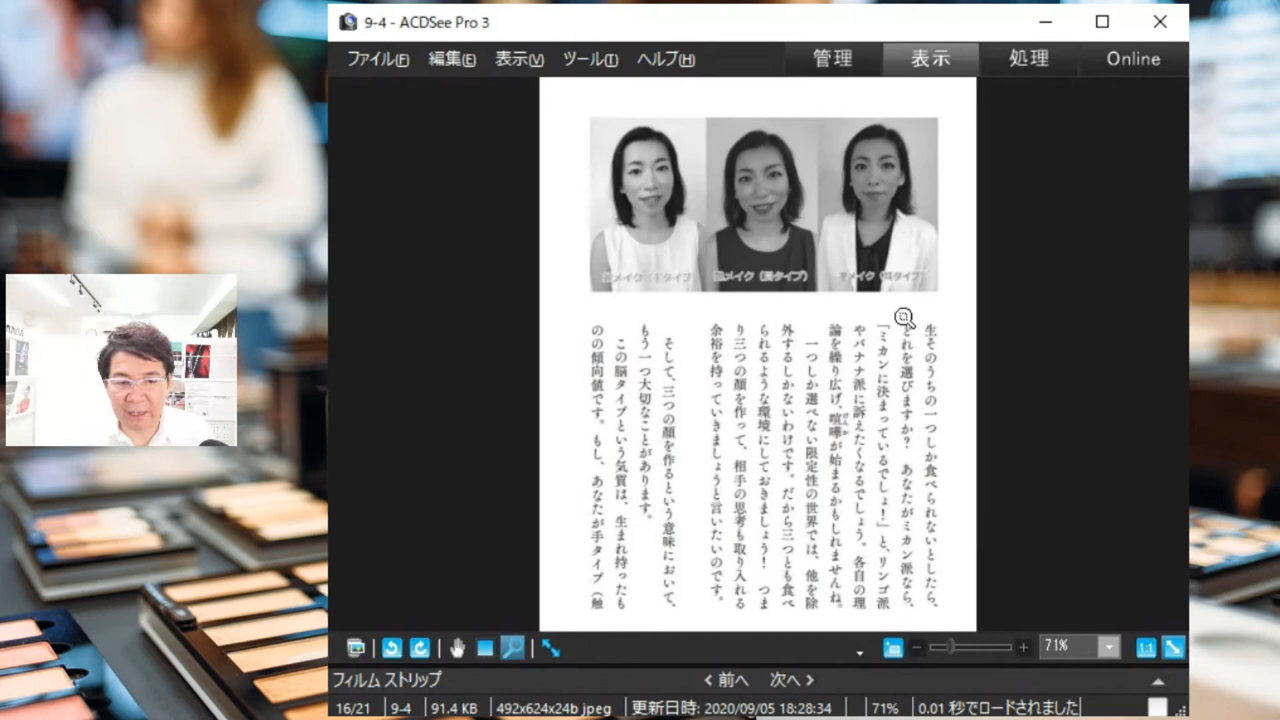 9-4 - ACDSee Pro 3
ファイル(F) 編集(E) 表示(V) ツール(T) ヘルプ(H) 管理 表示 処理 Online
メイク(手タイプ) メイク(鼻タイプ) メイク(耳タイプ)
生そのうちの一つしか食べられないとしたら、
どれを選びますか? あなたがミカン派なら、
「ミカンに決まっているでしょ!」と、リンゴ派
やバナナ派に訴えたくなるでしょう。各自の理
論を繰り広げ、喧嘩が始まるかもしれませんね。
一つしか選べない限定性の世界では、他を除
外するしかないわけです。だから三つとも食べ
られるような環境にしておきましょう! つま
り三つの顔を作って、相手の思考も取り入れる
余裕を持っていきましょうと言いたいのです。
そして、三つの顔を作るという意味において、
もう一つ大切なことがあります。
この脳タイプという気質は、生まれ持ったも
のの傾向値です。もし、あなたが手タイプ(触
71%
フィルム ストリップ 前へ 次へ
16/21 9-4 91.4 KB 492x624x24b jpeg 更新日時: 2020/09/05 18:28:34 71% 0.01 秒でロードされました